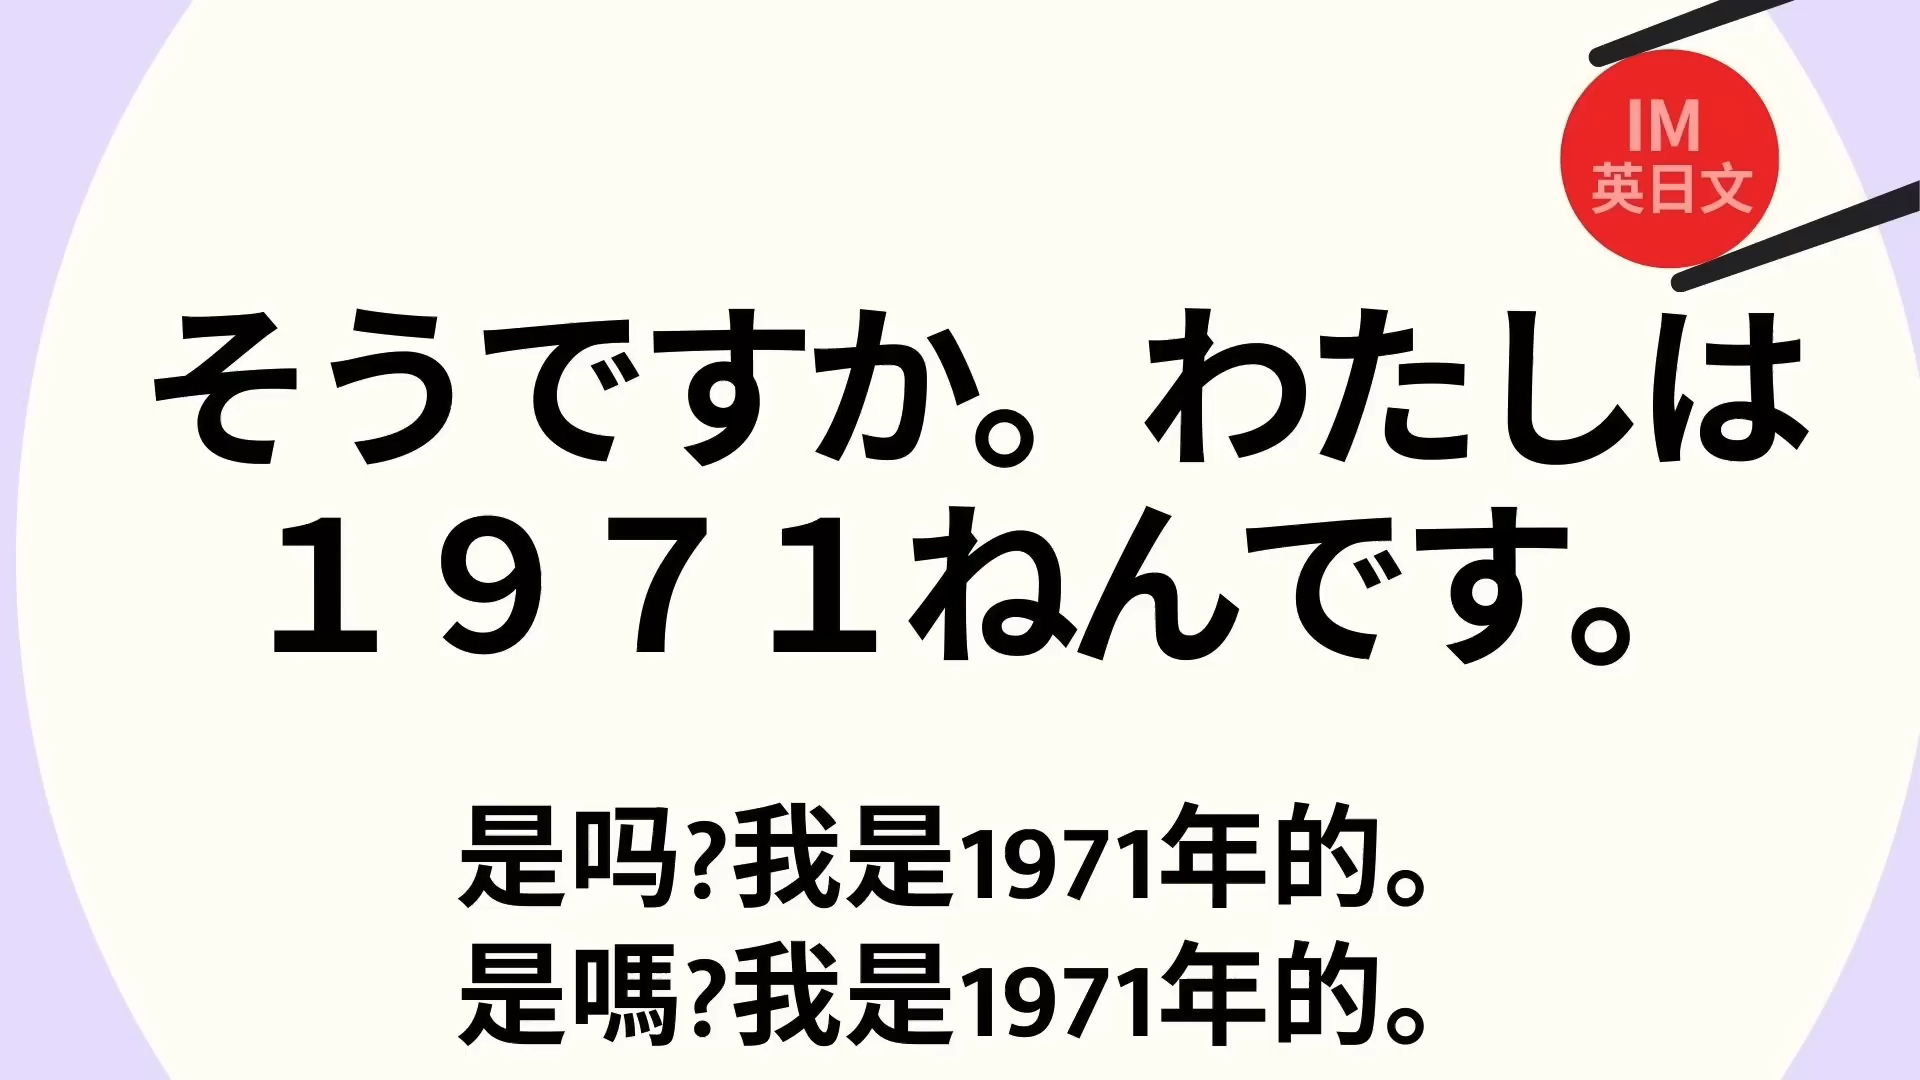 IM
英日文
そうですか。わたしは
１９７１ねんです。
是吗?我是1971年的。
是嗎?我是1971年的。